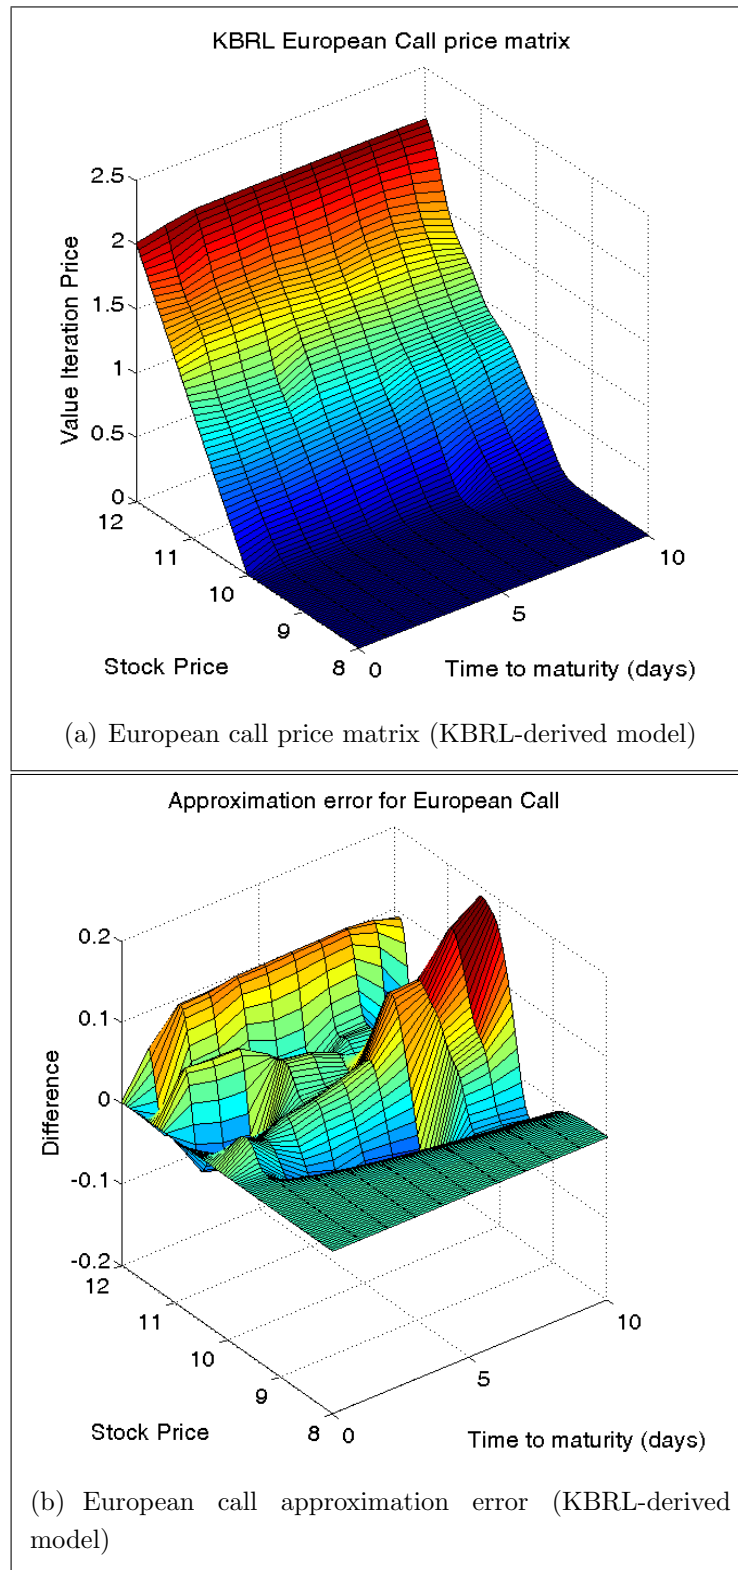 KBRL European Call price matrix
2.5
2
1.5
1
0.5
0
Value Iteration Price
12
11
10
9
8
Stock Price
0
5
10
Time to maturity (days)
(a) European call price matrix (KBRL-derived model)
Approximation error for European Call
0.2
0.1
0
-0.1
-0.2
Difference
12
11
10
9
8
Stock Price
0
5
10
Time to maturity (days)
(b) European call approximation error (KBRL-derived
model)